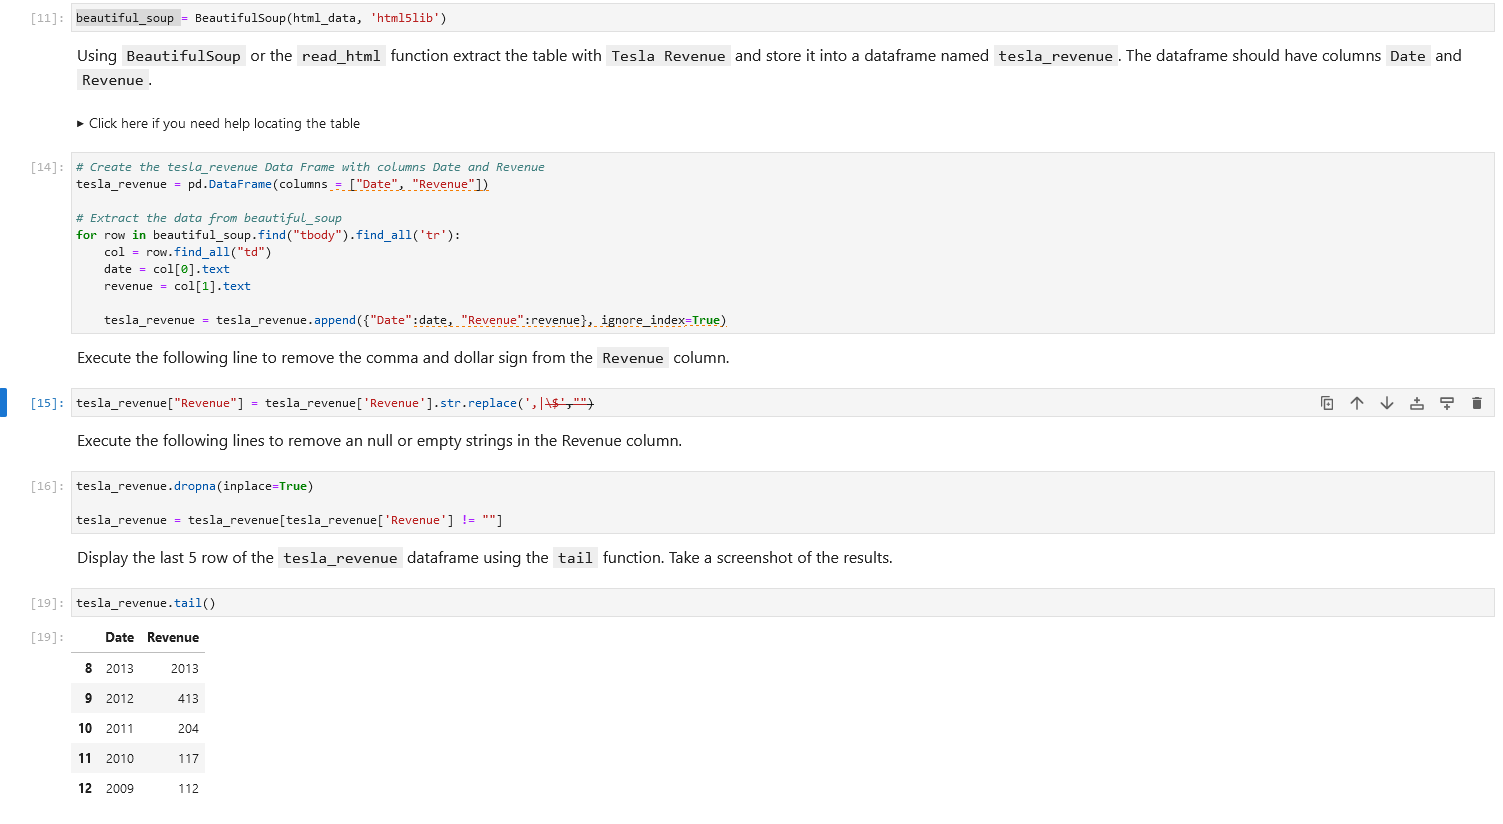 [11]: beautiful_soup = BeautifulSoup(html_data, 'html5lib')
Using BeautifulSoup or the read_html function extract the table with Tesla Revenue and store it into a dataframe named tesla_revenue. The dataframe should have columns Date and
Revenue.
▸ Click here if you need help locating the table
[14]: # Create the tesla_revenue Data Frame with columns Date and Revenue
tesla_revenue = pd.DataFrame(columns = ["Date", "Revenue"])
# Extract the data from beautiful_soup
for row in beautiful_soup.find("tbody").find_all('tr'):
    col = row.find_all("td")
    date = col[0].text
    revenue = col[1].text
    tesla_revenue = tesla_revenue.append({"Date":date, "Revenue":revenue}, ignore_index=True)
Execute the following line to remove the comma and dollar sign from the Revenue column.
[15]: tesla_revenue["Revenue"] = tesla_revenue['Revenue'].str.replace(',|\$',"")
Execute the following lines to remove an null or empty strings in the Revenue column.
[16]: tesla_revenue.dropna(inplace=True)
tesla_revenue = tesla_revenue[tesla_revenue['Revenue'] != ""]
Display the last 5 row of the tesla_revenue dataframe using the tail function. Take a screenshot of the results.
[19]: tesla_revenue.tail()
[19]: Date Revenue
8 2013 2013
9 2012 413
10 2011 204
11 2010 117
12 2009 112